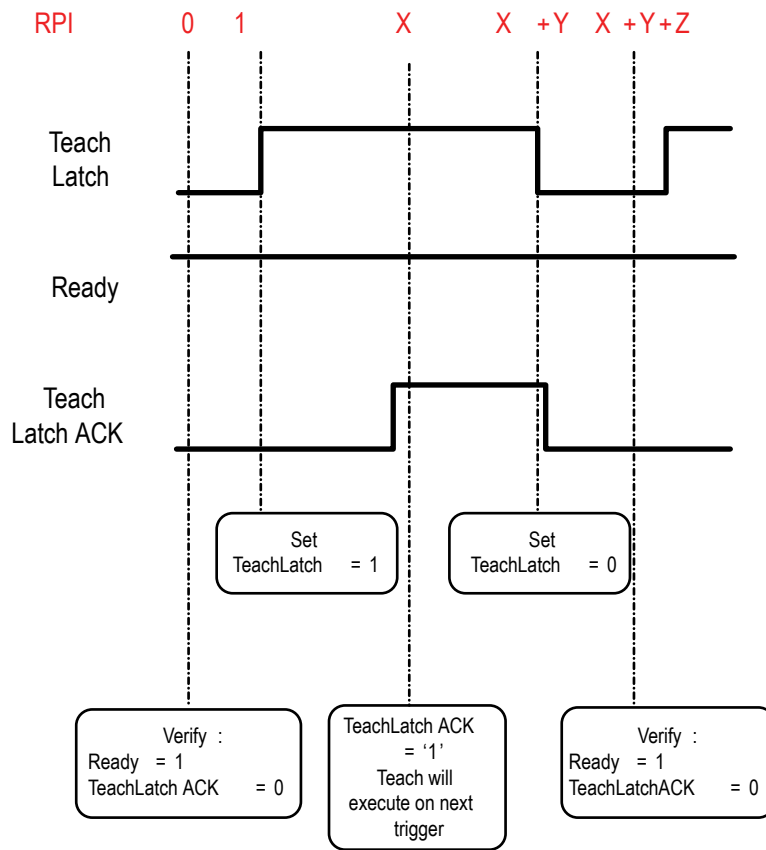 RPI 0 1 X X +Y X +Y+Z
Teach
Latch
Ready
Teach
Latch ACK
Set
TeachLatch = 1
Set
TeachLatch = 0
Verify :
Ready = 1
TeachLatch ACK = 0
TeachLatch ACK
= ‘1’
Teach will
execute on next
trigger
Verify :
Ready = 1
TeachLatchACK = 0